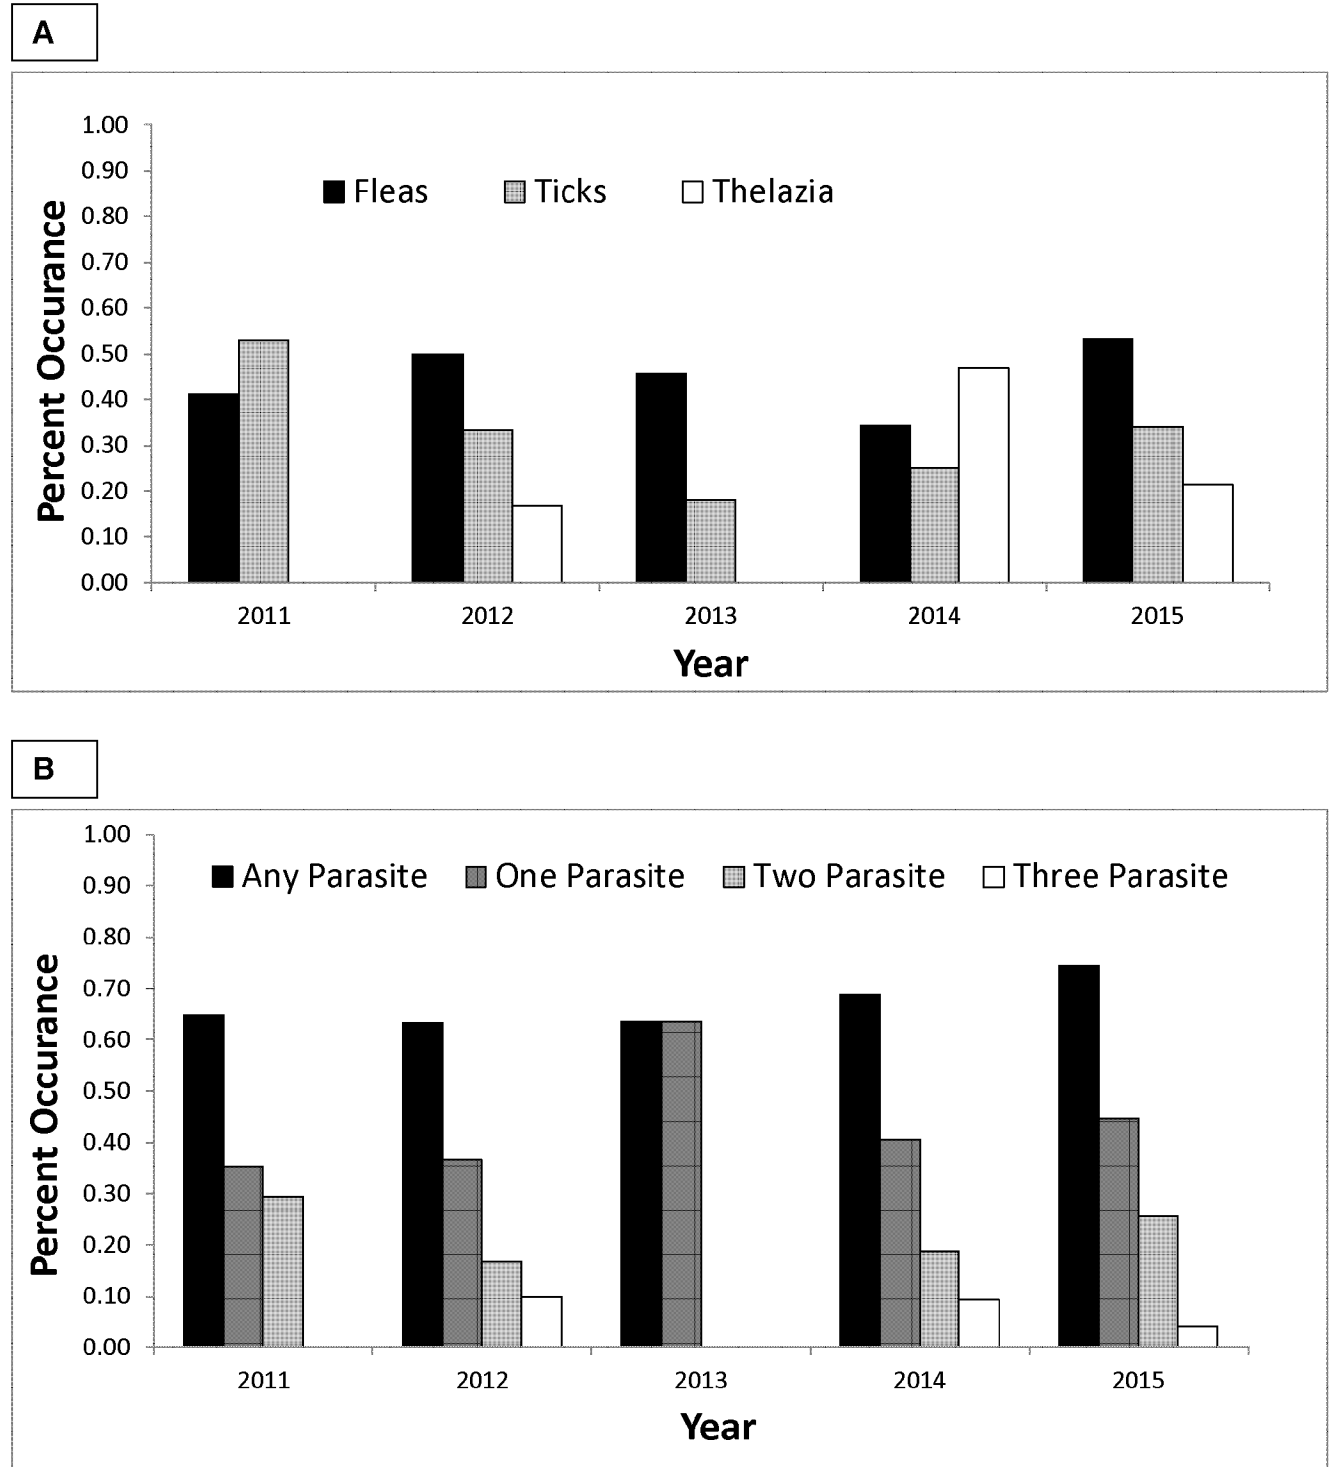 A
1.00
0.90
0.80
0.70
0.60
0.50
0.40
0.30
0.20
0.10
0.00
Percent Occurance
Fleas Ticks Thelazia
2011 2012 2013 2014 2015
Year
B
1.00
0.90
0.80
0.70
0.60
0.50
0.40
0.30
0.20
0.10
0.00
Percent Occurance
Any Parasite One Parasite Two Parasite Three Parasite
2011 2012 2013 2014 2015
Year